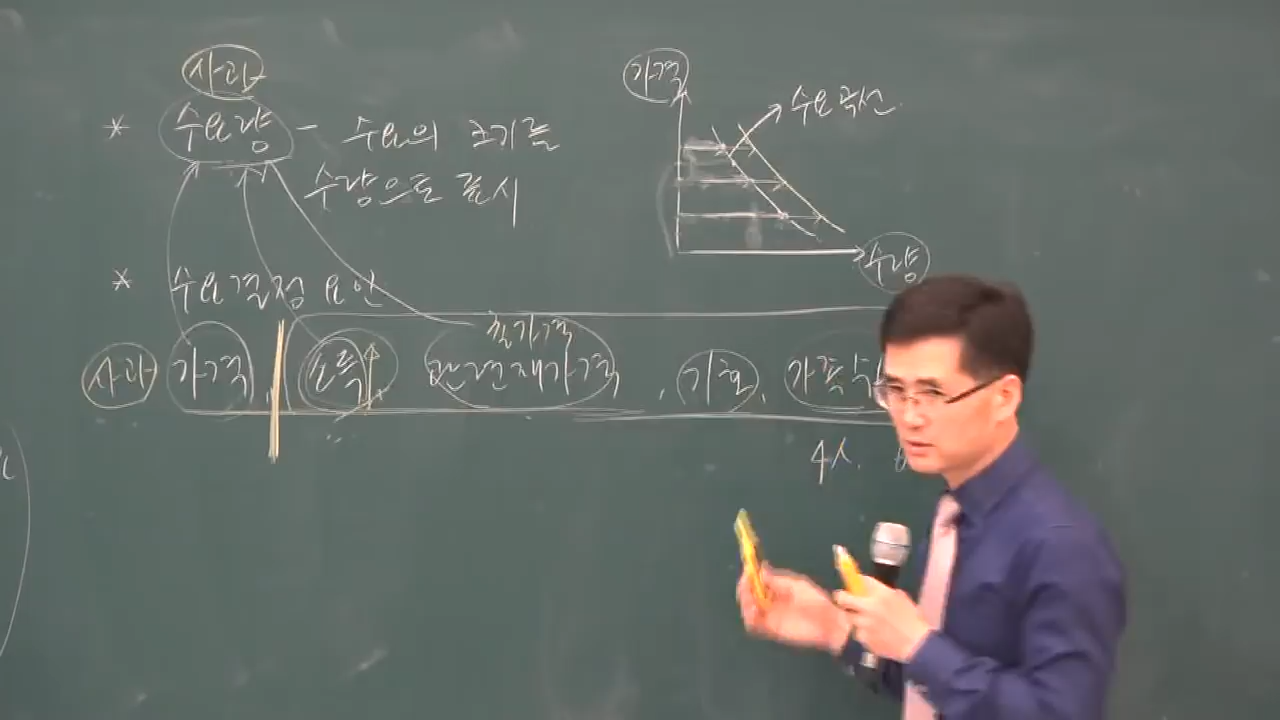 사과
* 수요량 - 수요의 크기를
수량으로 표시
가격
수요곡선
수량
* 수요결정 요인
사과 가격, 소득↑
관련재가격, 기호, 가족
4人